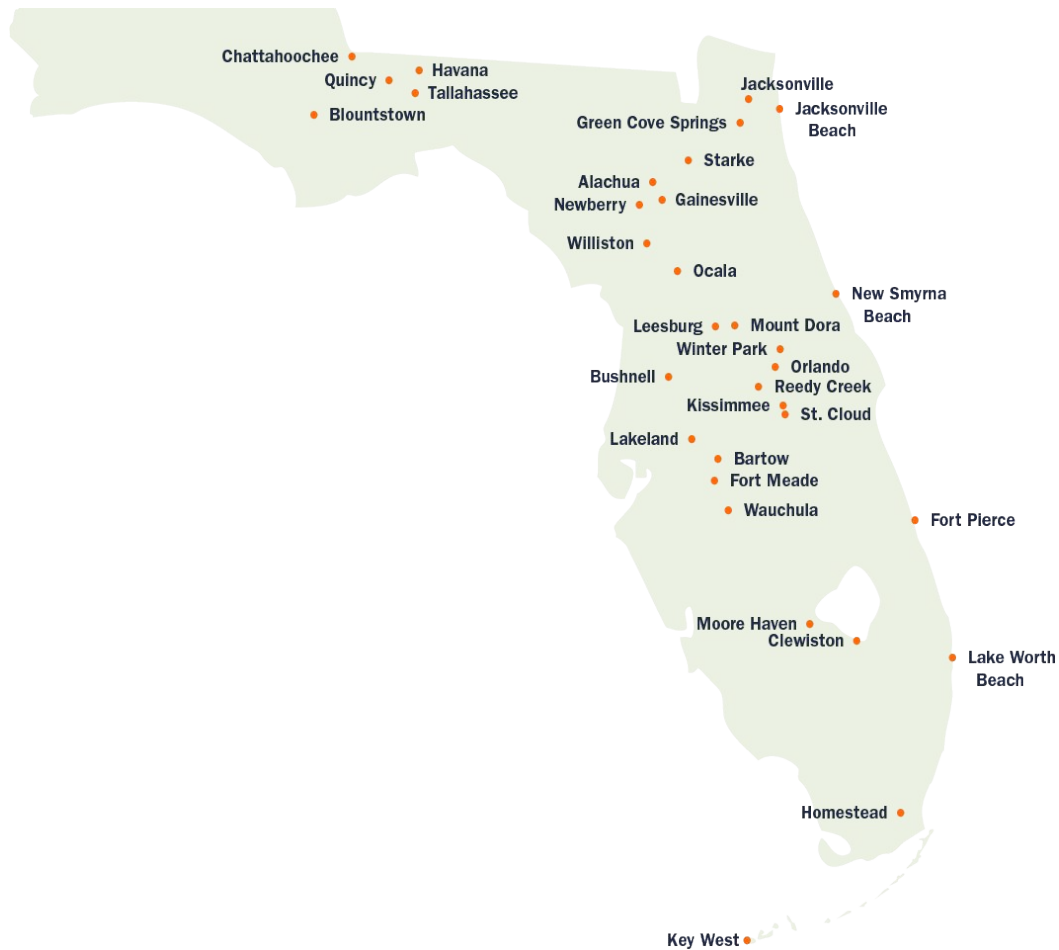 Chattahoochee
Havana
Quincy
Tallahassee
Blountstown
Jacksonville
Jacksonville
Beach
Green Cove Springs
Starke
Alachua
Gainesville
Newberry
Williston
Ocala
New Smyrna
Beach
Leesburg
Mount Dora
Winter Park
Orlando
Bushnell
Reedy Creek
Kissimmee
St. Cloud
Lakeland
Bartow
Fort Meade
Wauchula
Fort Pierce
Moore Haven
Clewiston
Lake Worth
Beach
Homestead
Key West